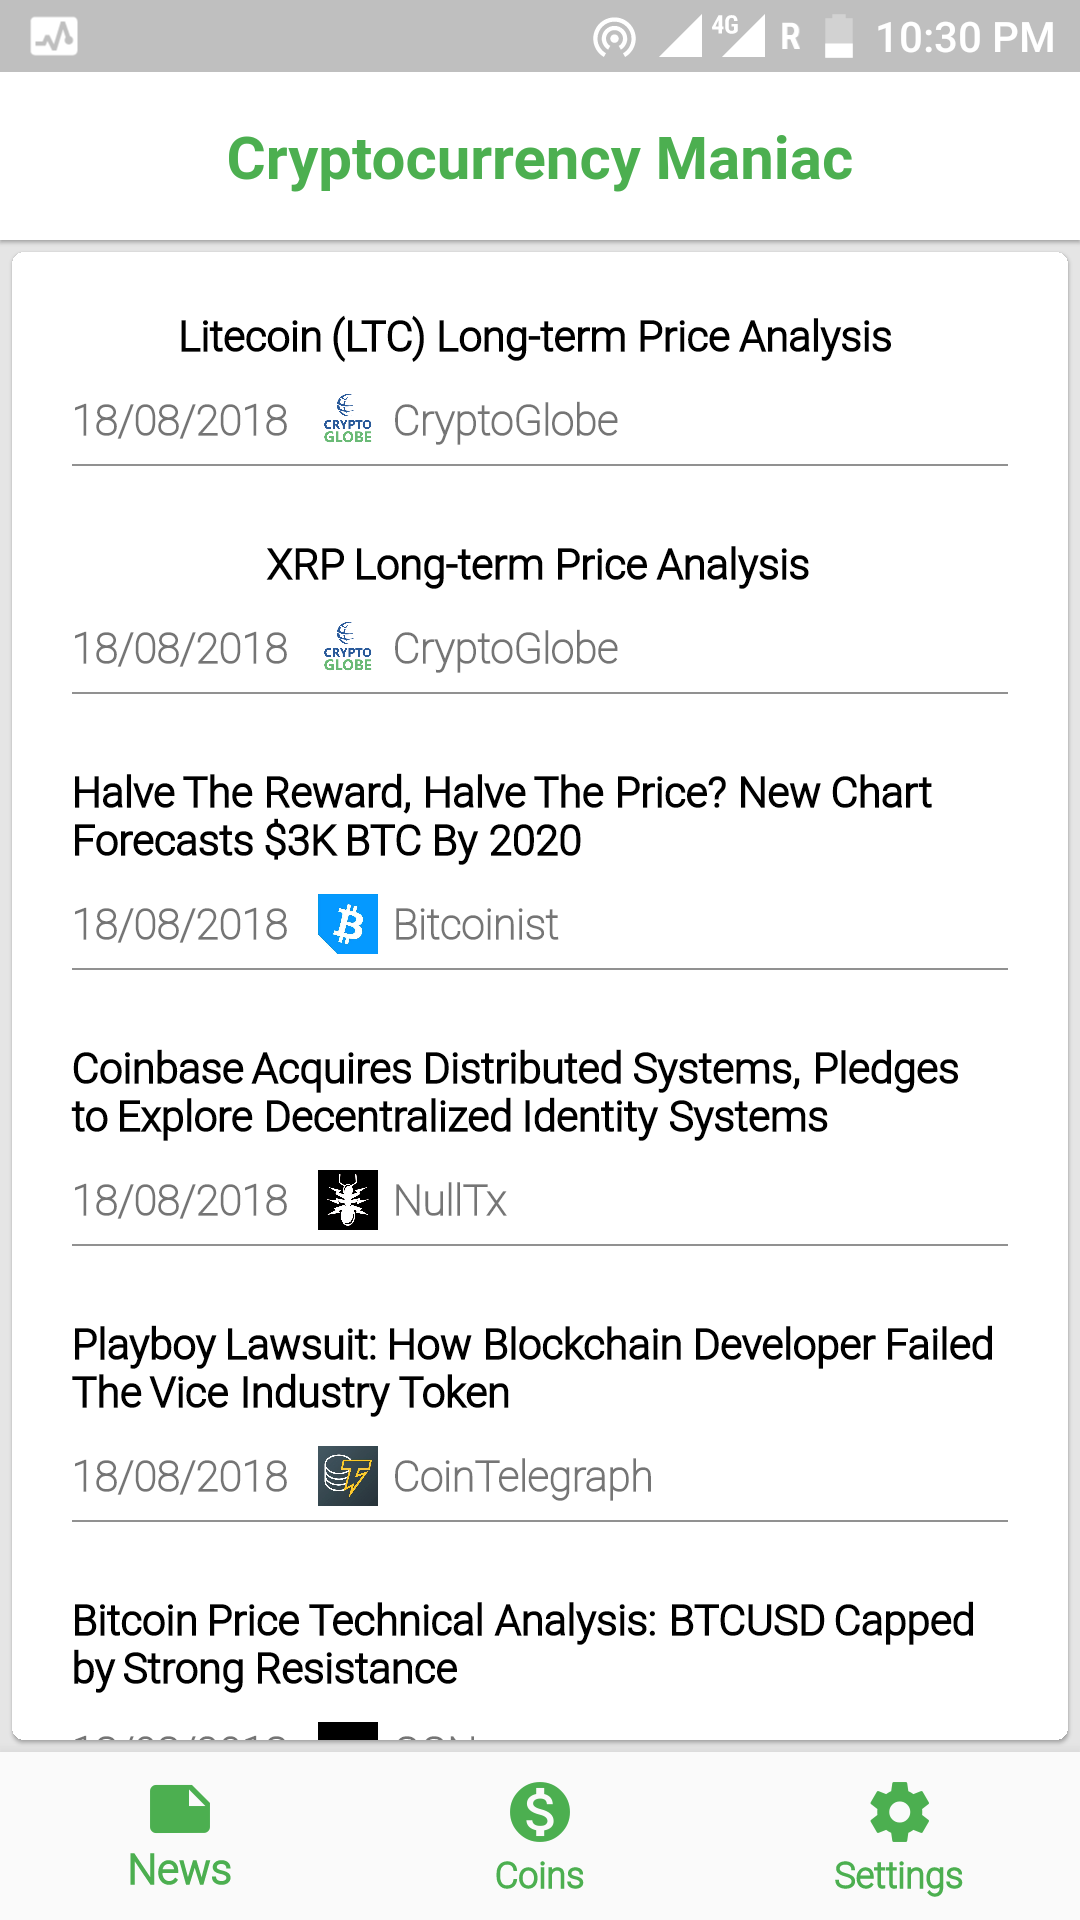 4G R 10:30 PM
Cryptocurrency Maniac
Litecoin (LTC) Long-term Price Analysis
18/08/2018 CRYPTO GLOBE CryptoGlobe
XRP Long-term Price Analysis
18/08/2018 CRYPTO GLOBE CryptoGlobe
Halve The Reward, Halve The Price? New Chart
Forecasts $3K BTC By 2020
18/08/2018 Bitcoinist
Coinbase Acquires Distributed Systems, Pledges
to Explore Decentralized Identity Systems
18/08/2018 NullTx
Playboy Lawsuit: How Blockchain Developer Failed
The Vice Industry Token
18/08/2018 CoinTelegraph
Bitcoin Price Technical Analysis: BTCUSD Capped
by Strong Resistance
News Coins Settings